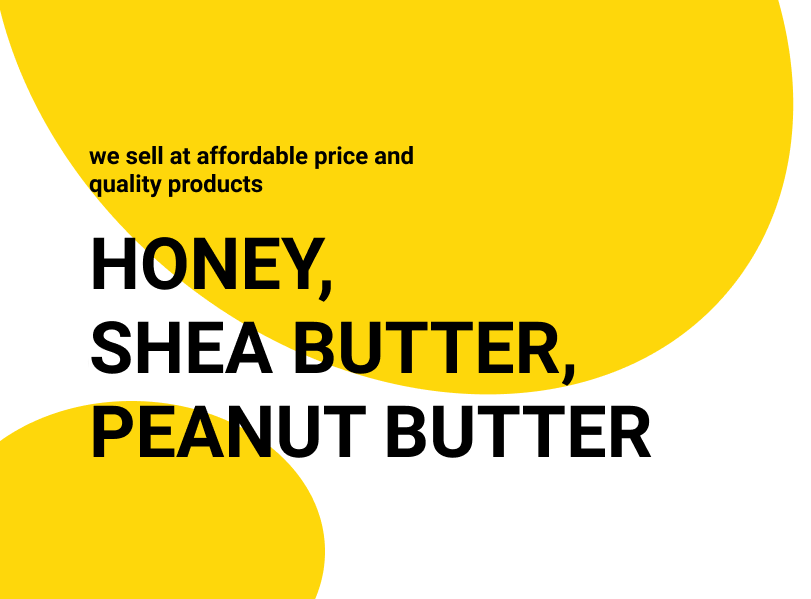 we sell at affordable price and
quality products
HONEY,
SHEA BUTTER,
PEANUT BUTTER